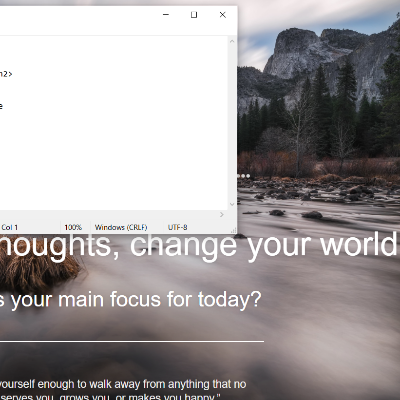 h2>
e
Col 1 100% Windows (CRLF) UTF-8
houghts, change your world
s your main focus for today?
yourself enough to walk away from anything that no
serves you, grows you, or makes you happy."